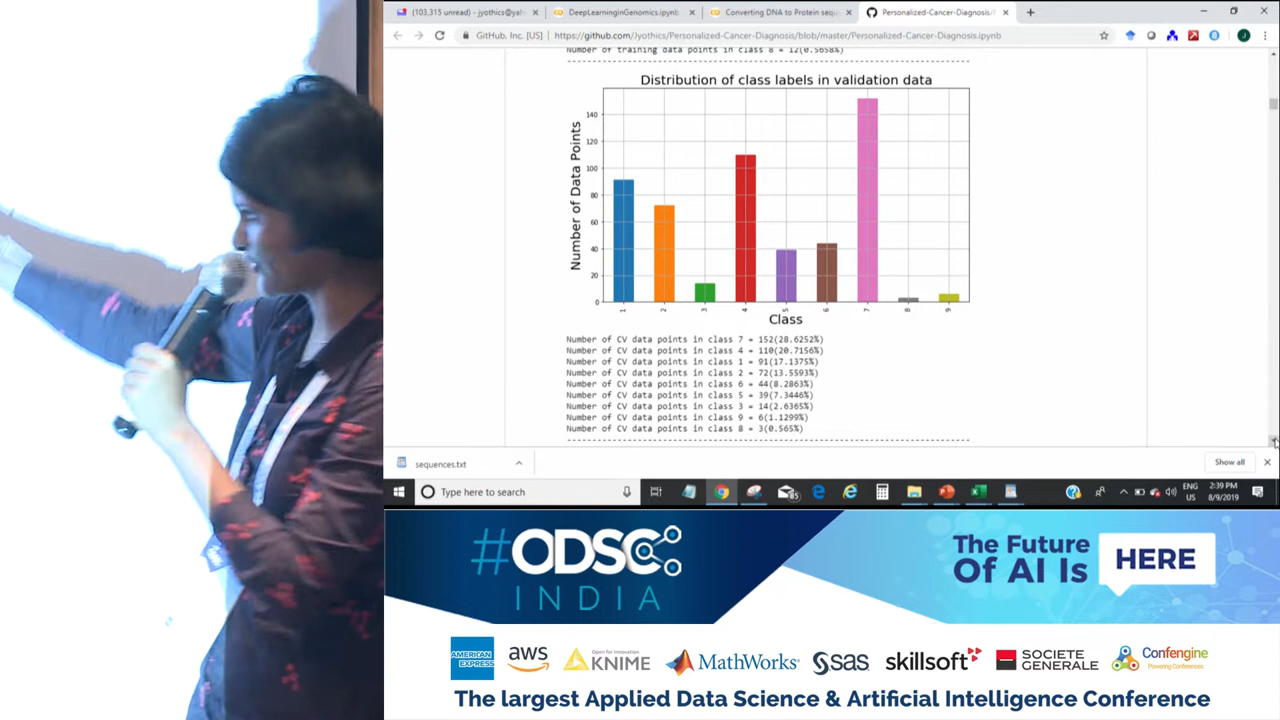 (103,315 unread) - jyothics@yah
DeepLearninginGenomics.ipynb
Converting DNA to Protein sequ
Personalized-Cancer-Diagnosis/P
GitHub, Inc. [US]
https://github.com/Jyothics/Personalized-Cancer-Diagnosis/blob/master/Personalized-Cancer-Diagnosis.ipynb
Number of training data points in class 8 = 12(0.5658%)
Distribution of class labels in validation data
Number of Data Points
140
120
100
80
60
40
20
0
1 2 3 4 5 6 7 8 9
Class
Number of CV data points in class 7 = 152(28.6252%)
Number of CV data points in class 4 = 110(20.7156%)
Number of CV data points in class 1 = 91(17.1375%)
Number of CV data points in class 2 = 72(13.5593%)
Number of CV data points in class 6 = 44(8.2863%)
Number of CV data points in class 5 = 39(7.3446%)
Number of CV data points in class 3 = 14(2.6365%)
Number of CV data points in class 9 = 6(1.1299%)
Number of CV data points in class 8 = 3(0.565%)
sequences.txt
Show all
Type here to search
85
ENG
US
2:39 PM
8/9/2019
#ODSC
INDIA
The Future
Of AI Is
HERE
AMERICAN
EXPRESS
aws
Open for Innovation
KNIME
MathWorks
SAS
skillsoft
SOCIETE
GENERALE
Confengine
Powering Conferences
The largest Applied Data Science & Artificial Intelligence Conference